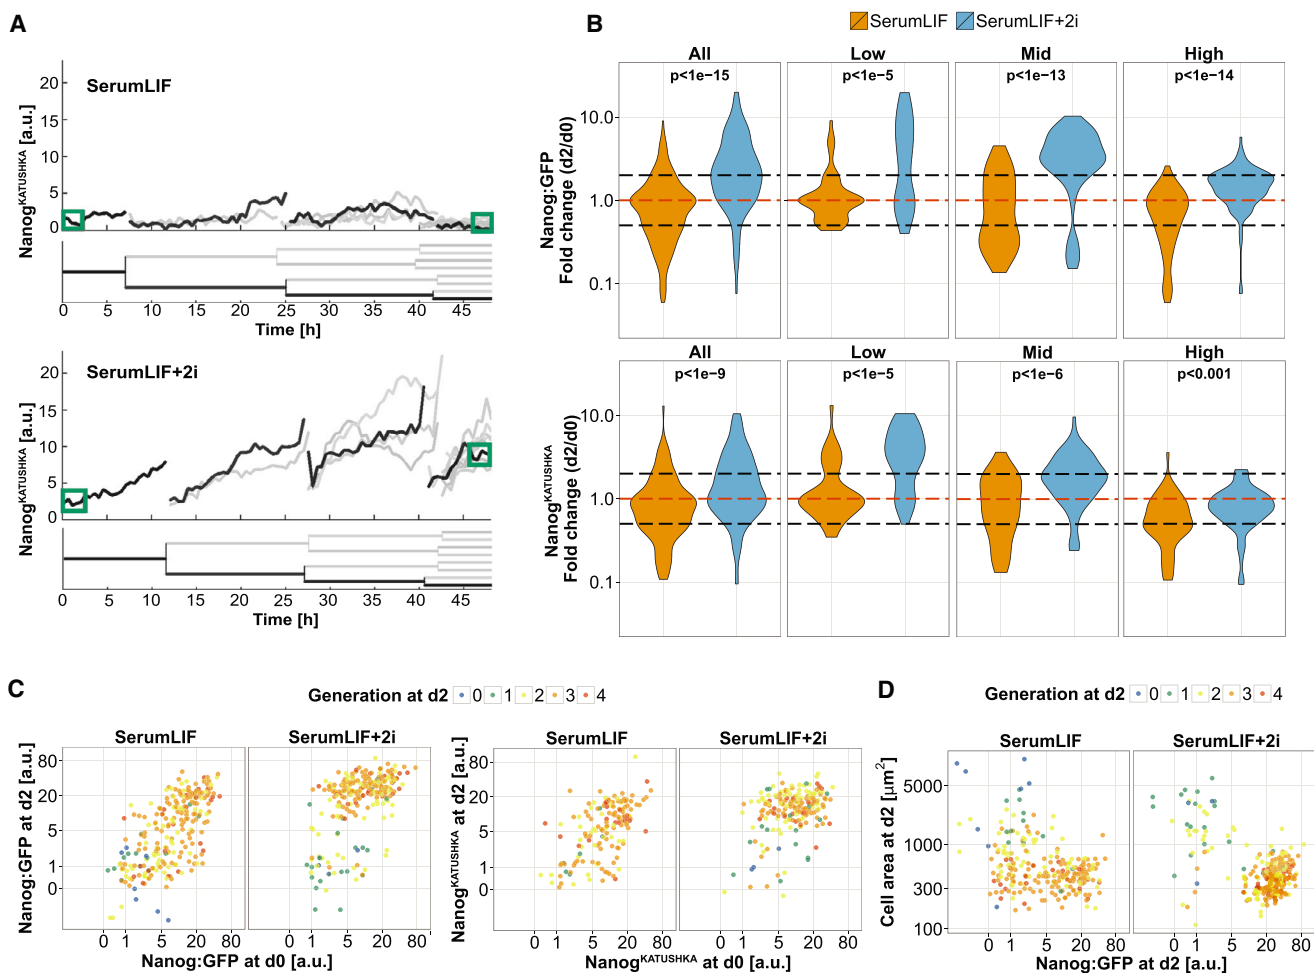 A
SerumLIF
Nanog^KATUSHKA [a.u.]
20
15
10
5
0
0 5 10 15 20 25 30 35 40 45
Time [h]
SerumLIF+2i
Nanog^KATUSHKA [a.u.]
20
15
10
5
0
0 5 10 15 20 25 30 35 40 45
Time [h]
B
SerumLIF SerumLIF+2i
All Low Mid High
p<1e−15 p<1e−5 p<1e−13 p<1e−14
Nanog:GFP
Fold change (d2/d0)
10.0
1.0
0.1
All Low Mid High
p<1e−9 p<1e−5 p<1e−6 p<0.001
Nanog^KATUSHKA
Fold change (d2/d0)
10.0
1.0
0.1
C
Generation at d2 0 1 2 3 4
SerumLIF SerumLIF+2i
Nanog:GFP at d2 [a.u.]
80
20
5
1
0
0 1 5 20 80 0 1 5 20 80
Nanog:GFP at d0 [a.u.]
SerumLIF SerumLIF+2i
Nanog^KATUSHKA at d2 [a.u.]
80
20
5
1
0
0 1 5 20 80 0 1 5 20 80
Nanog^KATUSHKA at d0 [a.u.]
D
Generation at d2 0 1 2 3 4
SerumLIF SerumLIF+2i
Cell area at d2 [µm²]
5000
1000
300
100
0 1 5 20 80 0 1 5 20 80
Nanog:GFP at d2 [a.u.]